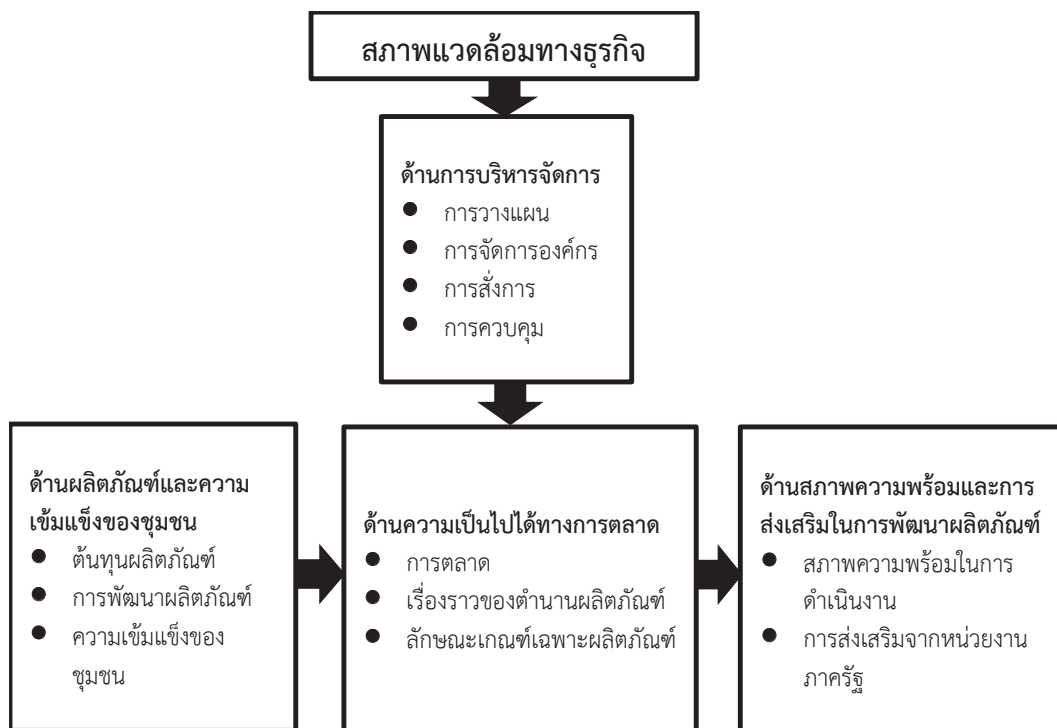 สภาพแวดล้อมทางธุรกิจ
ด้านการบริหารจัดการ
● การวางแผน
● การจัดการองค์กร
● การสั่งการ
● การควบคุม
ด้านผลิตภัณฑ์และความ
เข้มแข็งของชุมชน
● ต้นทุนผลิตภัณฑ์
● การพัฒนาผลิตภัณฑ์
● ความเข้มแข็งของ
ชุมชน
ด้านความเป็นไปได้ทางการตลาด
● การตลาด
● เรื่องราวของตำนานผลิตภัณฑ์
● ลักษณะเกณฑ์เฉพาะผลิตภัณฑ์
ด้านสภาพความพร้อมและการ
ส่งเสริมในการพัฒนาผลิตภัณฑ์
● สภาพความพร้อมในการ
ดำเนินงาน
● การส่งเสริมจากหน่วยงาน
ภาครัฐ